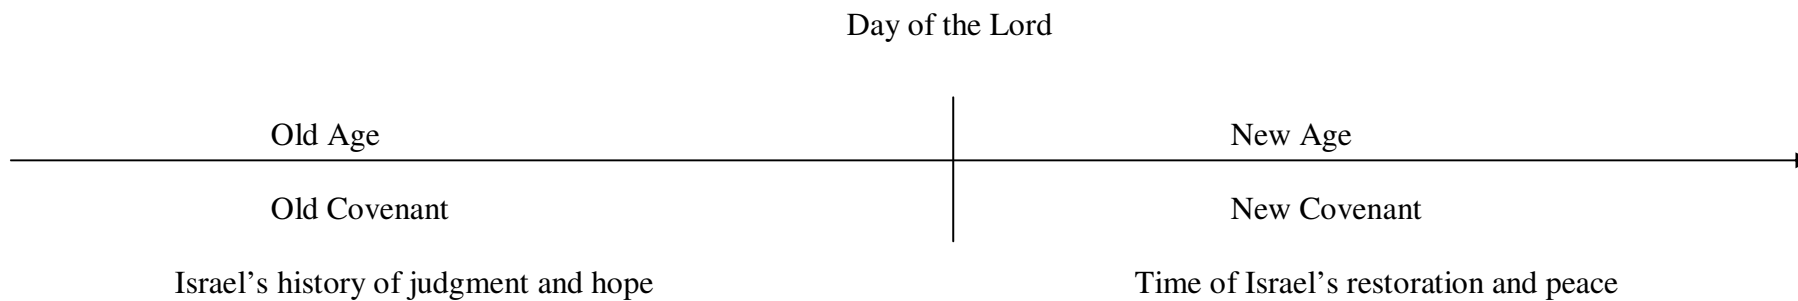 Day of the Lord
Old Age
New Age
Old Covenant
New Covenant
Israel’s history of judgment and hope
Time of Israel’s restoration and peace